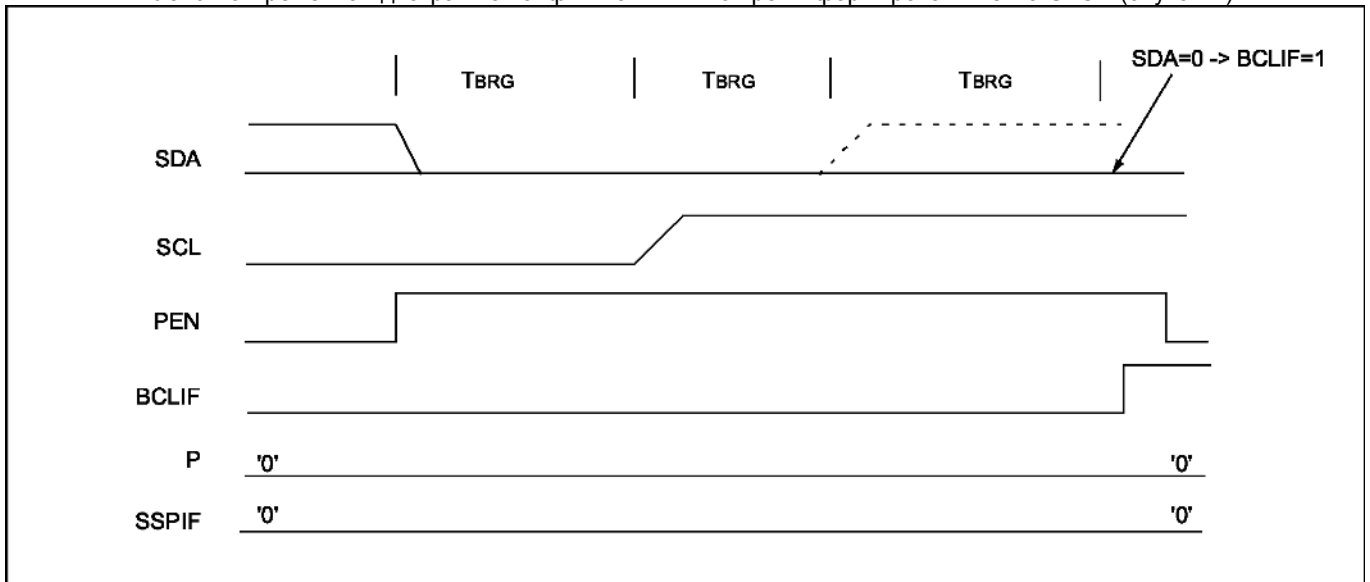 TBRG TBRG TBRG SDA=0 -> BCLIF=1
SDA
SCL
PEN
BCLIF
P '0' '0'
SSPIF '0' '0'